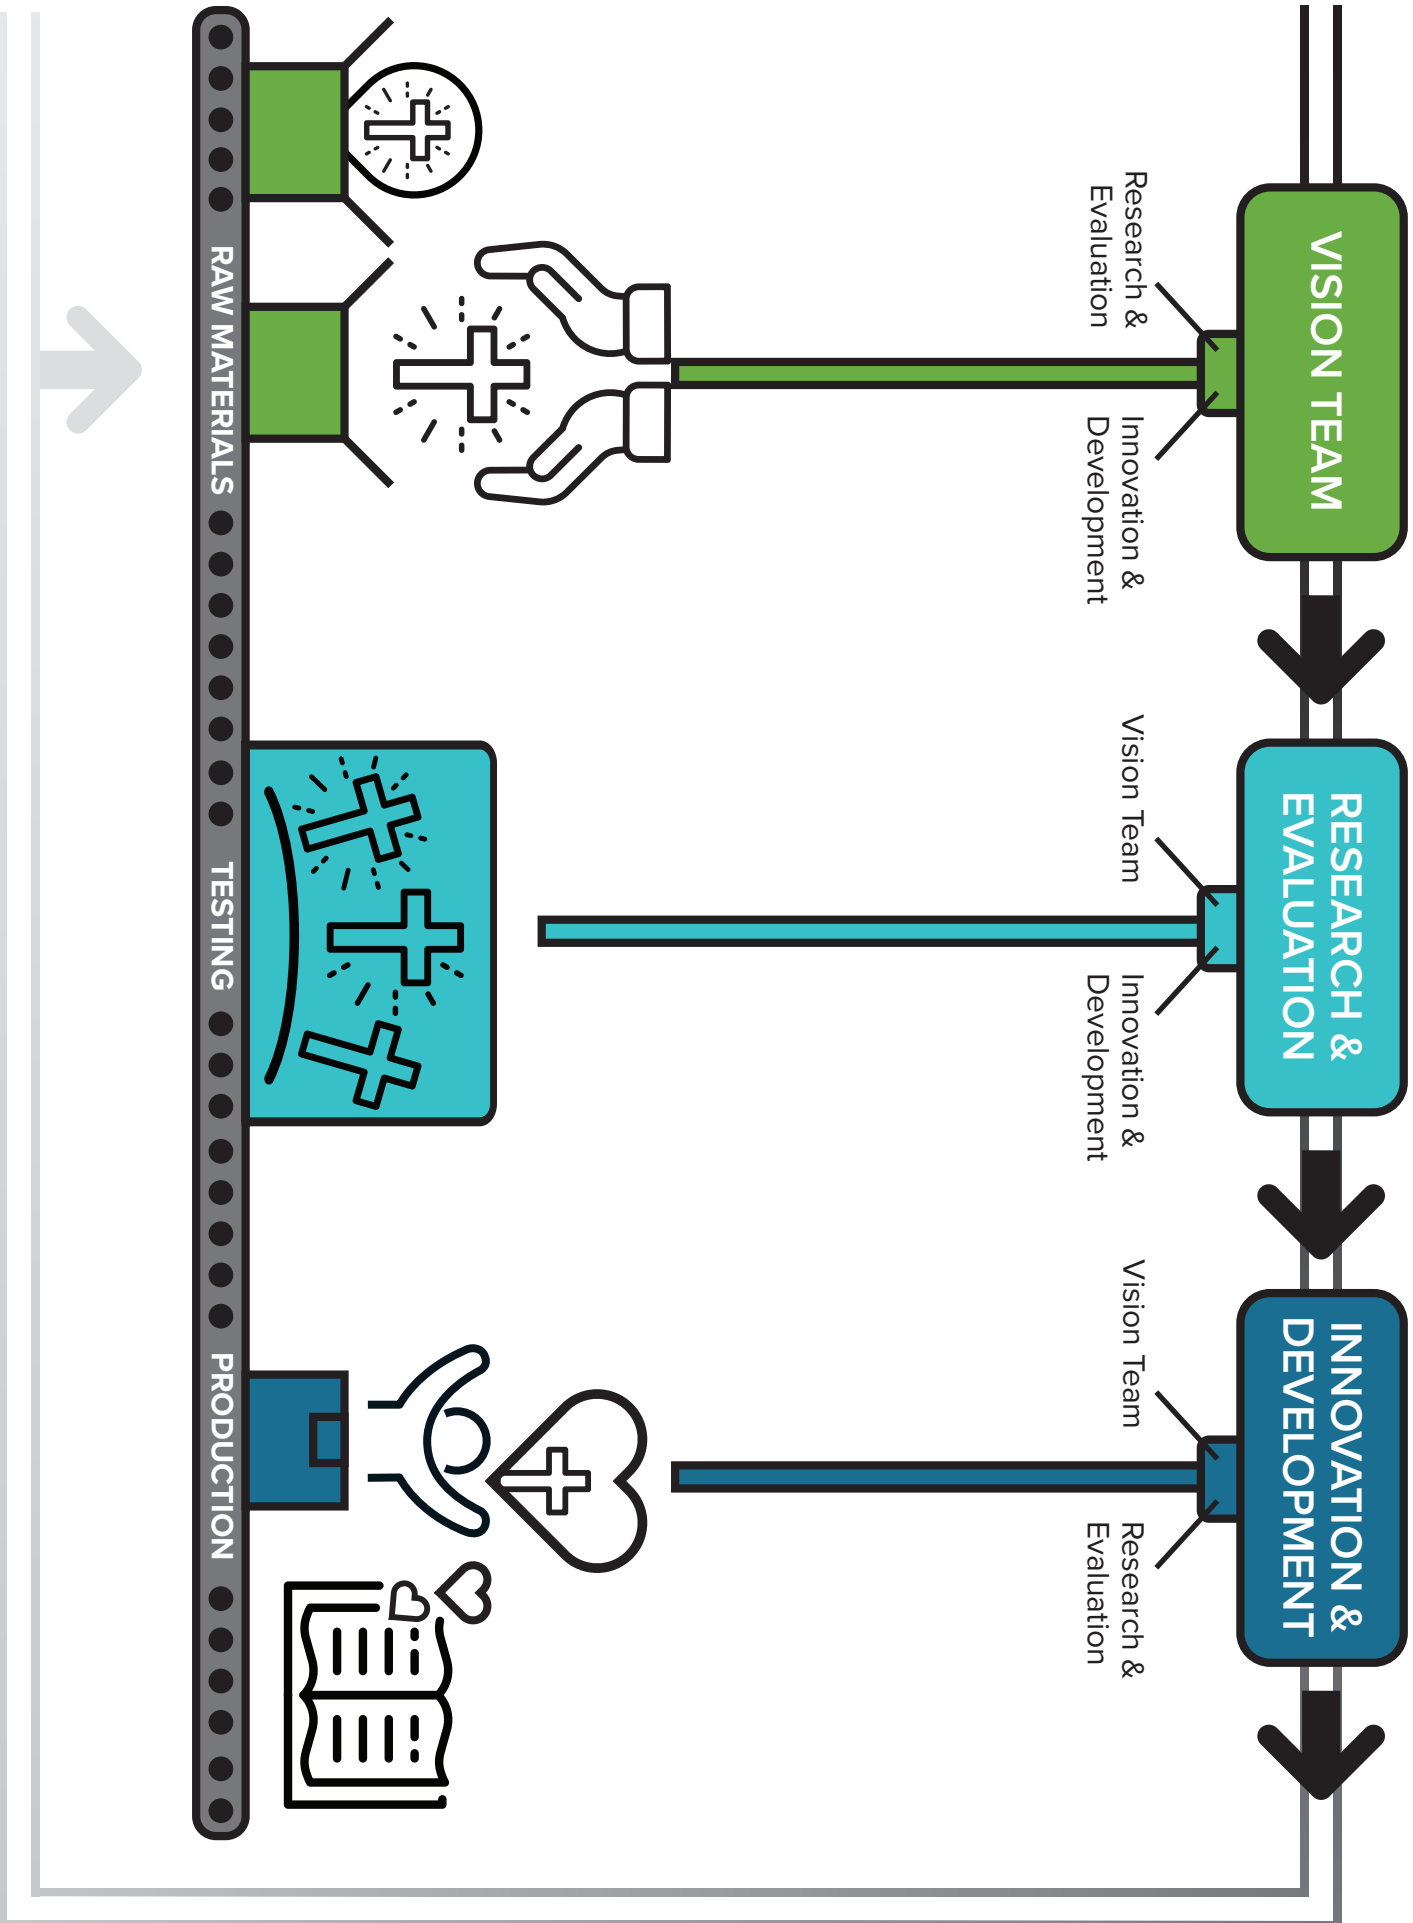 VISION TEAM
Research &
Evaluation
Innovation &
Development
RESEARCH &
EVALUATION
Vision Team
Innovation &
Development
INNOVATION &
DEVELOPMENT
Vision Team
Research &
Evaluation
RAW MATERIALS
TESTING
PRODUCTION